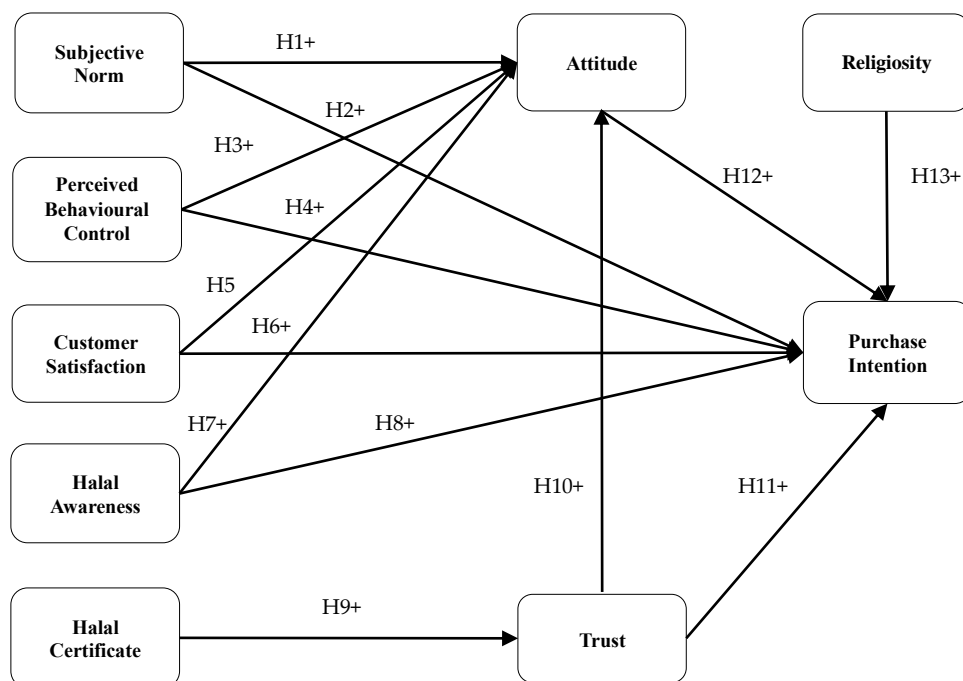 H1+
Subjective
Norm
Attitude
Religiosity
H2+
H3+
Perceived
Behavioural
Control
H12+
H13+
H4+
H5
H6+
Customer
Satisfaction
Purchase
Intention
H7+
H8+
Halal
Awareness
H10+
H11+
H9+
Halal
Certificate
Trust